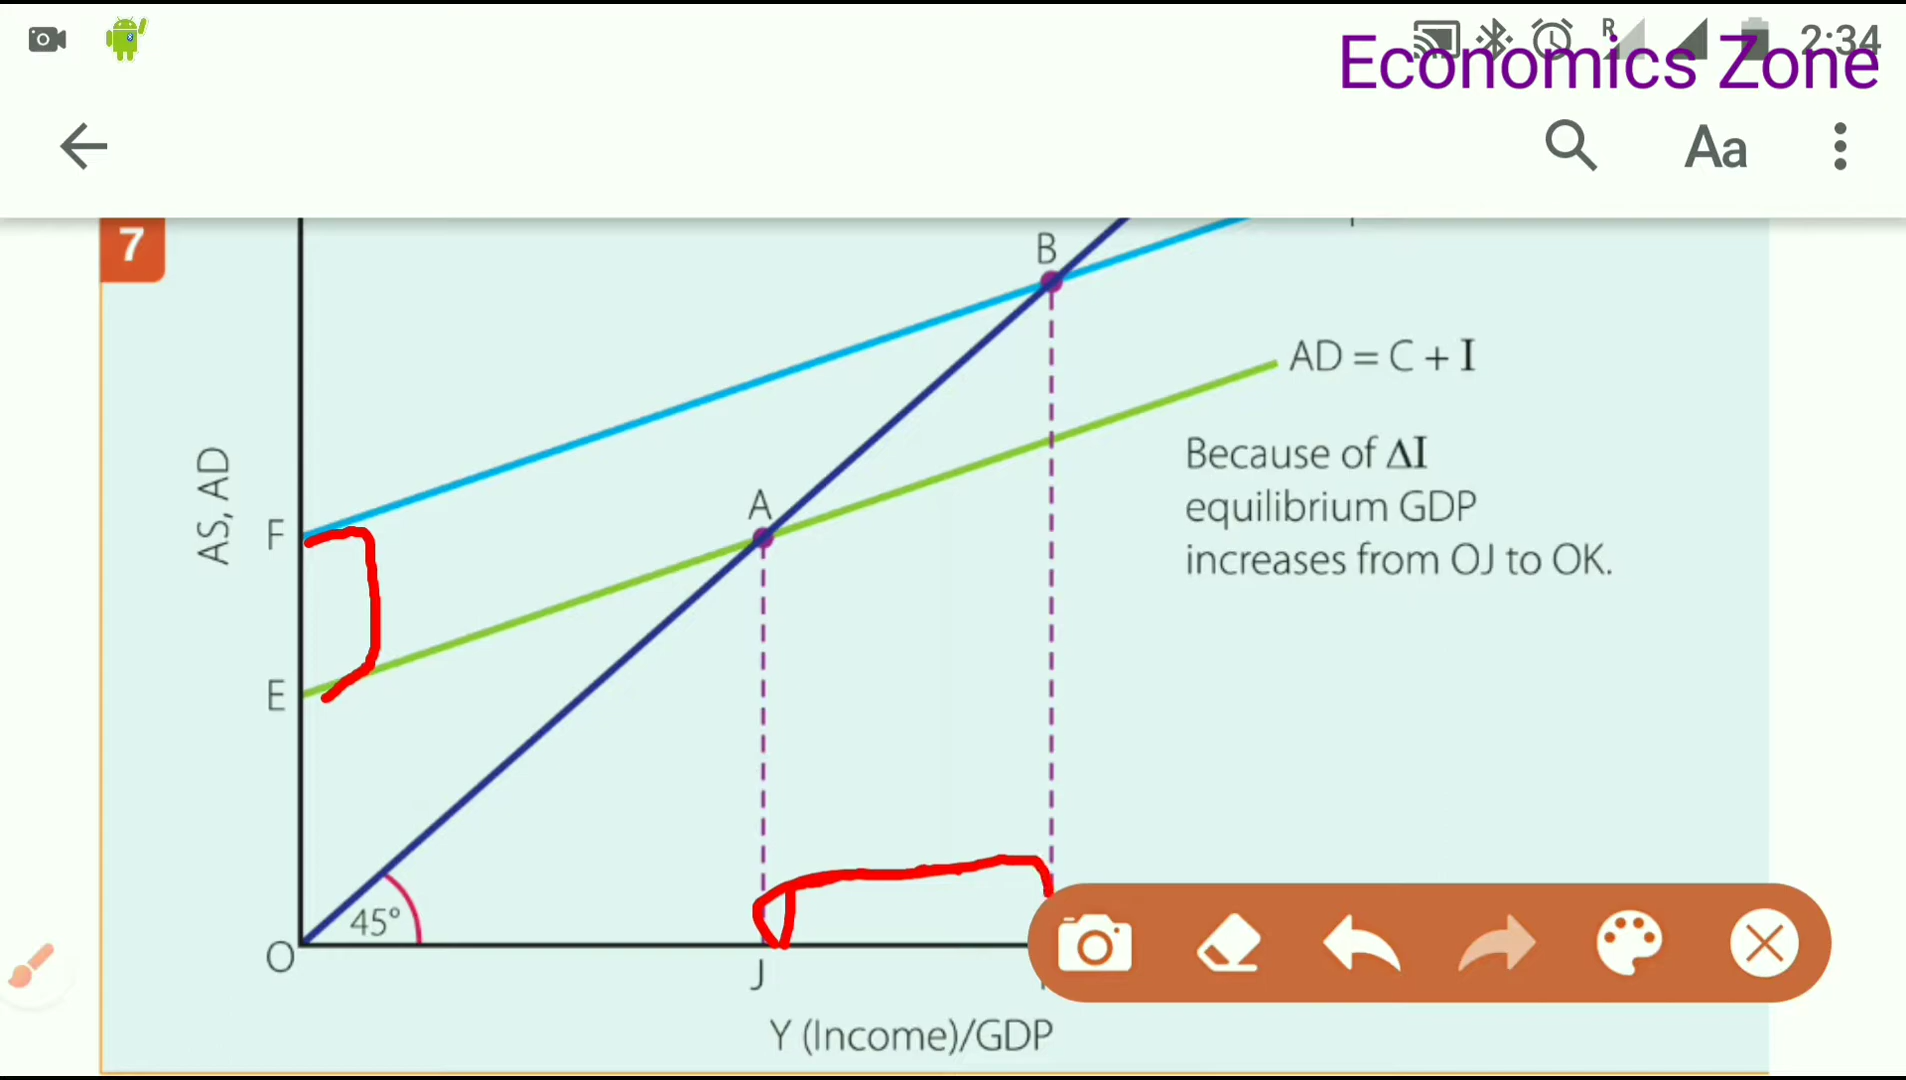 R
2:34
Economics Zone
Aa
7
B
AD = C + I
Because of ΔI
equilibrium GDP
increases from OJ to OK.
AS, AD
A
F
E
45°
O
J
Y (Income)/GDP